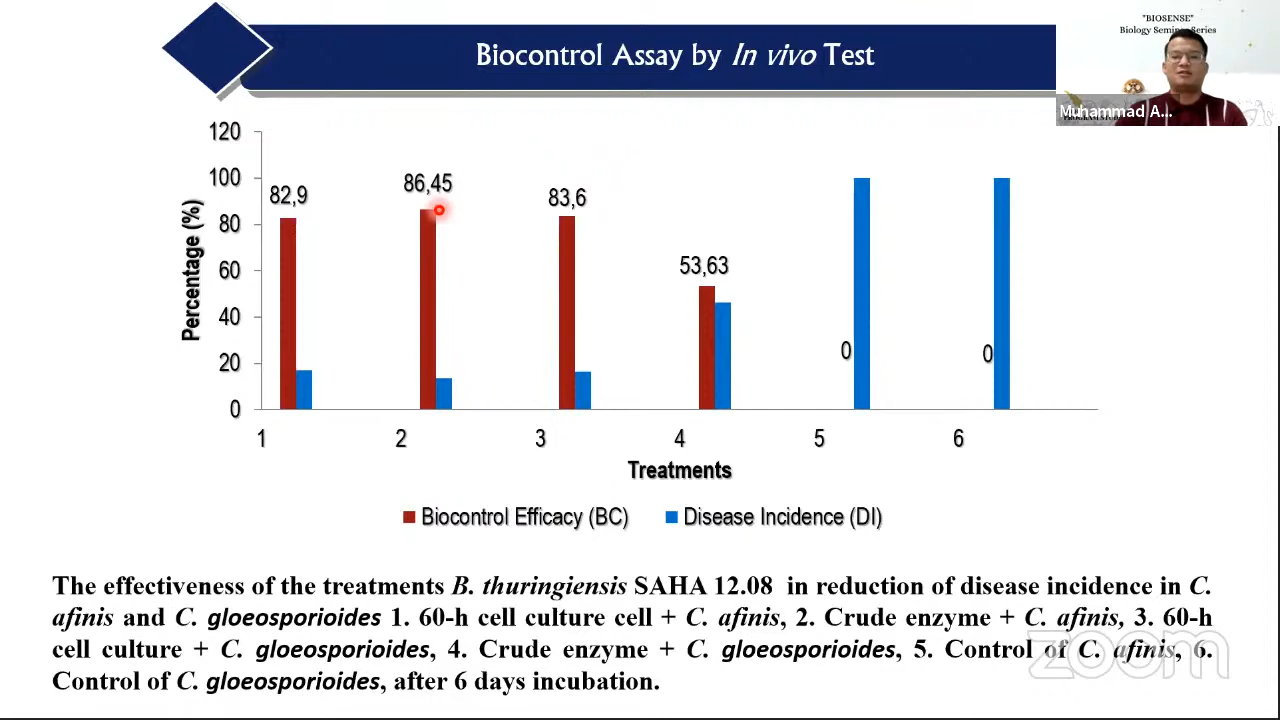 "BIOSENSE"
Biology Seminar Series
Biocontrol Assay by In vivo Test
Muhammad A...
120
100
80
60
40
20
0
Percentage (%)
82,9
86,45
83,6
53,63
0
0
1
2
3
4
5
6
Treatments
Biocontrol Efficacy (BC)
Disease Incidence (DI)
The effectiveness of the treatments B. thuringiensis SAHA 12.08 in reduction of disease incidence in C.
afinis and C. gloeosporioides 1. 60-h cell culture cell + C. afinis, 2. Crude enzyme + C. afinis, 3. 60-h
cell culture + C. gloeosporioides, 4. Crude enzyme + C. gloeosporioides, 5. Control of C. afinis, 6.
Control of C. gloeosporioides, after 6 days incubation.
zoom